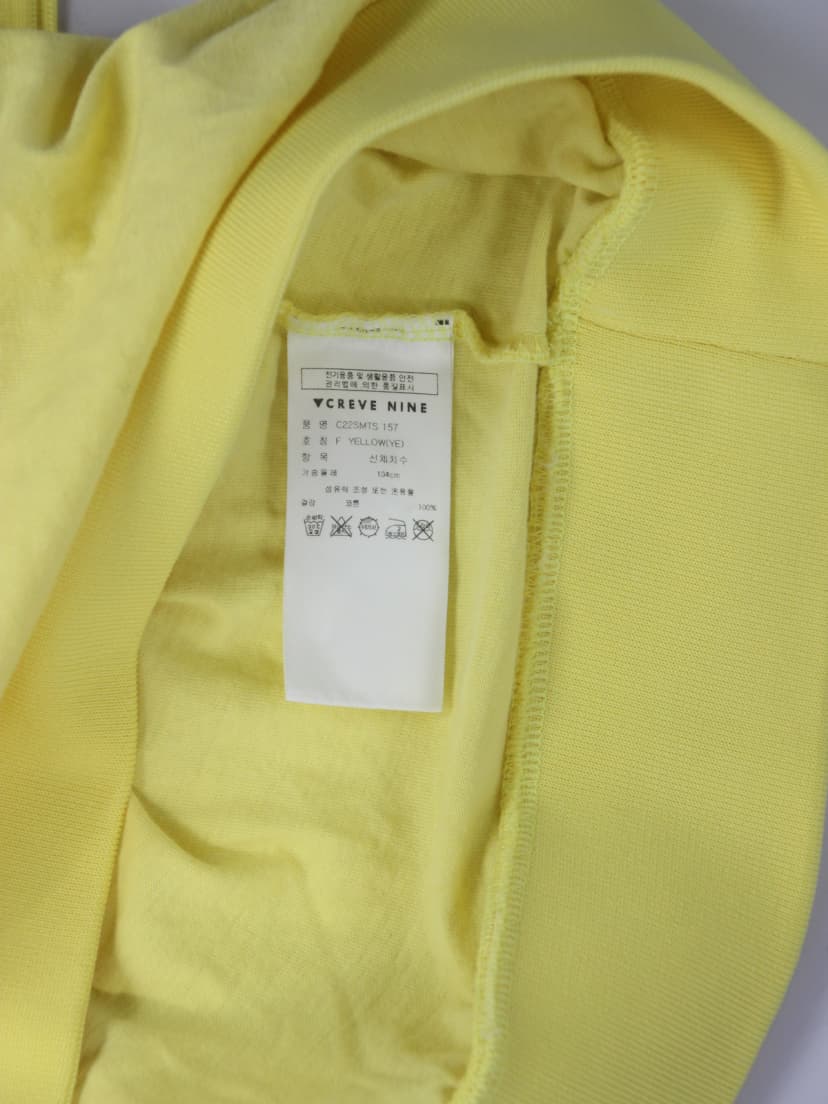 전기용품 및 생활용품 안전
관리법에 의한 품질표시
▼CREVE NINE
품 명 C22SMTS 157
호 칭 F YELLOW(YE)
항 목 신체치수
가슴둘레 104cm
섬유의 조성 또는 혼용률
겉감 코튼 100%